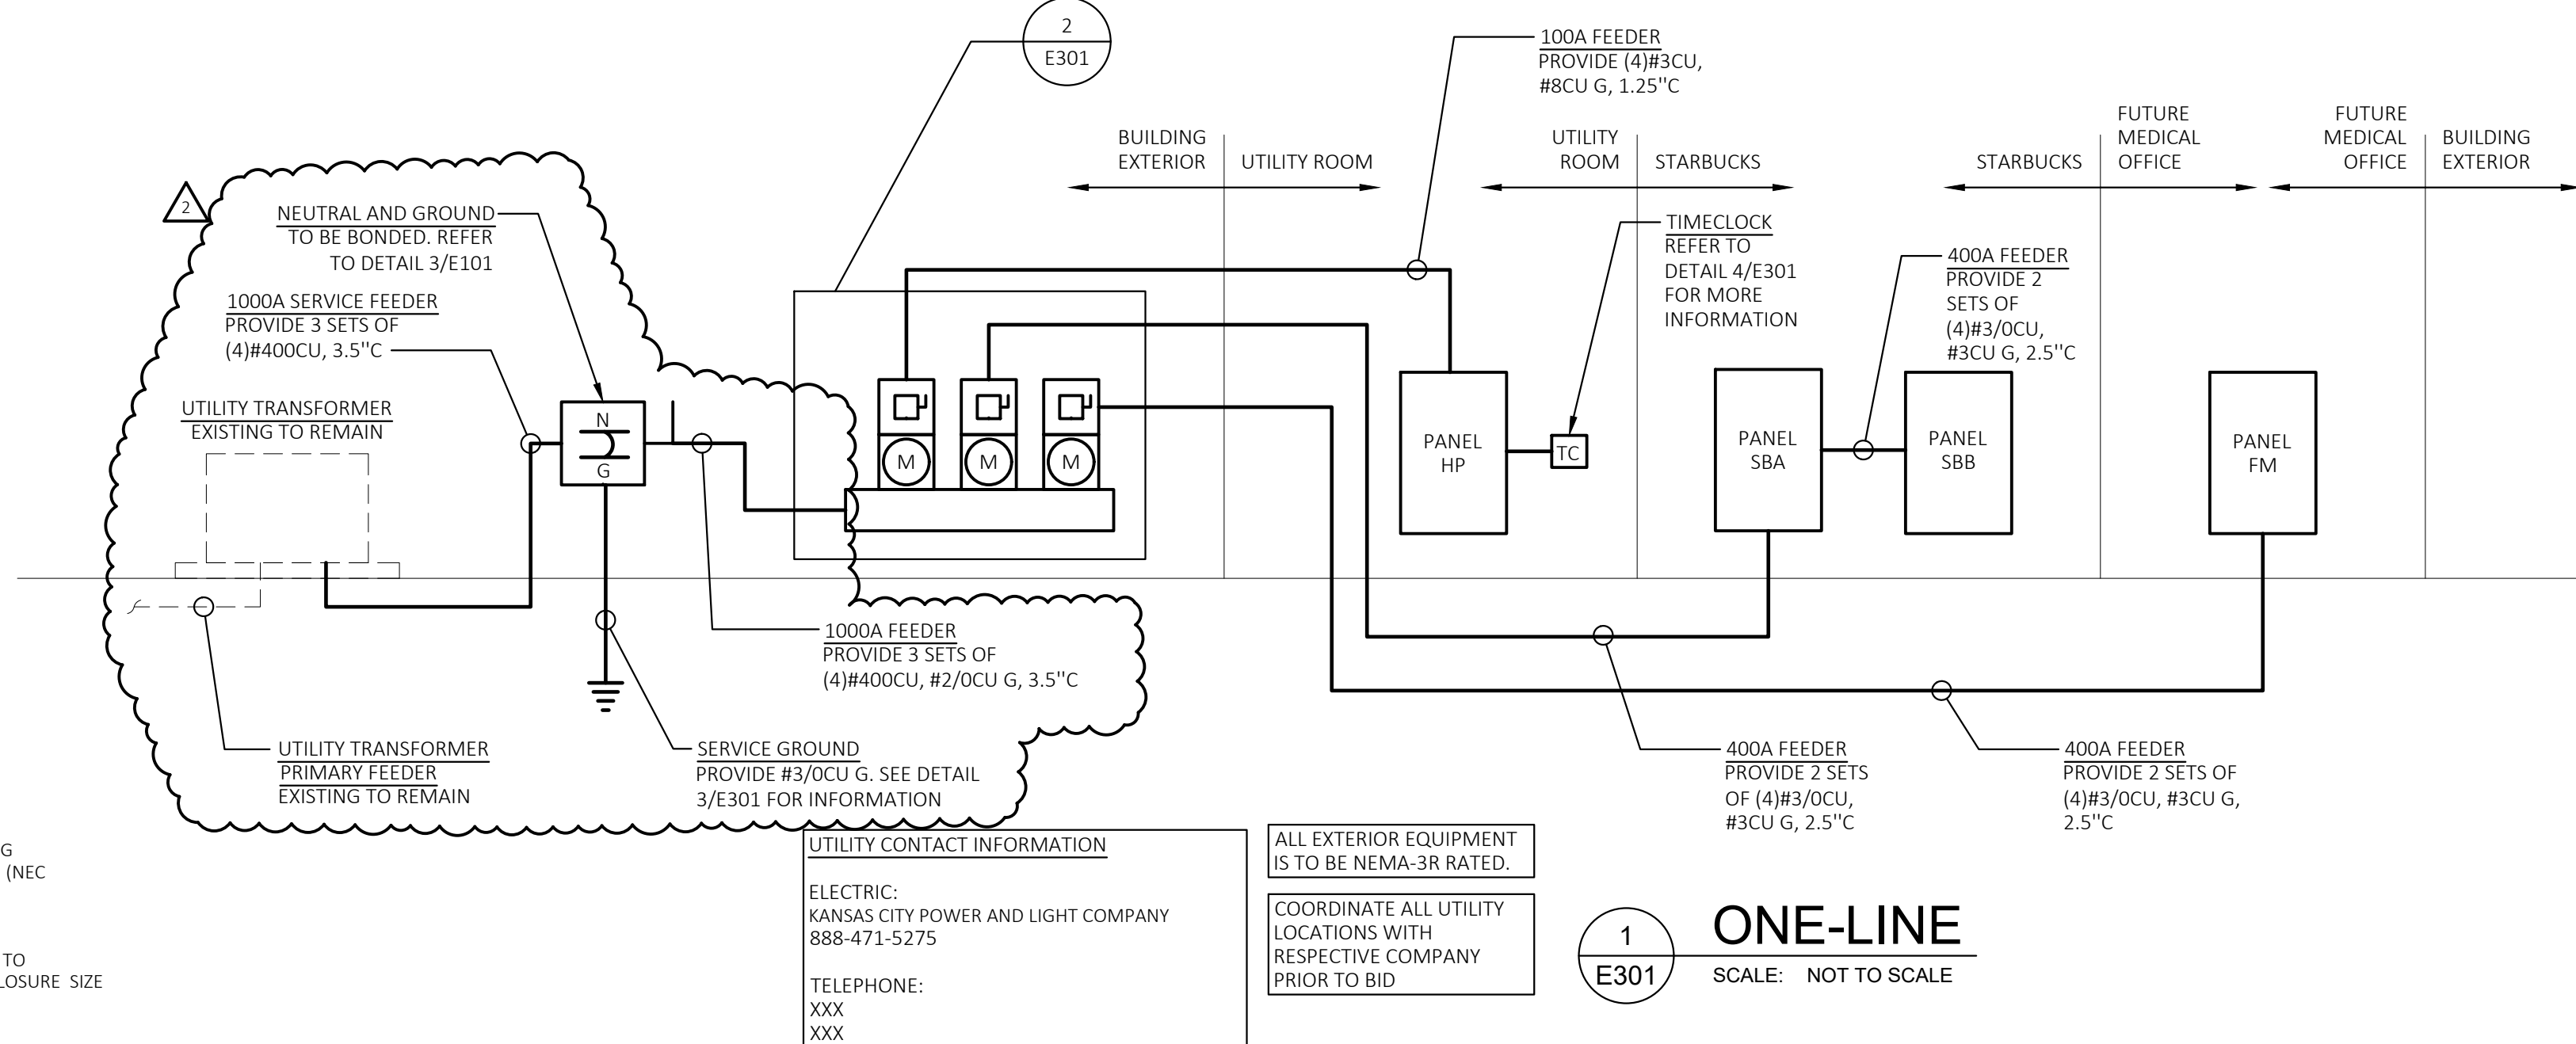 2
E301
100A FEEDER
PROVIDE (4)#3CU,
#8CU G, 1.25"C
BUILDING
EXTERIOR
UTILITY ROOM
UTILITY
ROOM
STARBUCKS
STARBUCKS
FUTURE
MEDICAL
OFFICE
FUTURE
MEDICAL
OFFICE
BUILDING
EXTERIOR
2
NEUTRAL AND GROUND
TO BE BONDED. REFER
TO DETAIL 3/E101
1000A SERVICE FEEDER
PROVIDE 3 SETS OF
(4)#400CU, 3.5"C
UTILITY TRANSFORMER
EXISTING TO REMAIN
N
G
M
M
M
TIMECLOCK
REFER TO
DETAIL 4/E301
FOR MORE
INFORMATION
400A FEEDER
PROVIDE 2
SETS OF
(4)#3/0CU,
#3CU G, 2.5"C
PANEL
HP
TC
PANEL
SBA
PANEL
SBB
PANEL
FM
1000A FEEDER
PROVIDE 3 SETS OF
(4)#400CU, #2/0CU G, 3.5"C
UTILITY TRANSFORMER
PRIMARY FEEDER
EXISTING TO REMAIN
SERVICE GROUND
PROVIDE #3/0CU G. SEE DETAIL
3/E301 FOR INFORMATION
400A FEEDER
PROVIDE 2 SETS
OF (4)#3/0CU,
#3CU G, 2.5"C
400A FEEDER
PROVIDE 2 SETS OF
(4)#3/0CU, #3CU G,
2.5"C
G
(NEC
TO
LOSURE SIZE
UTILITY CONTACT INFORMATION
ELECTRIC:
KANSAS CITY POWER AND LIGHT COMPANY
888-471-5275
TELEPHONE:
XXX
XXX
ALL EXTERIOR EQUIPMENT
IS TO BE NEMA-3R RATED.
COORDINATE ALL UTILITY
LOCATIONS WITH
RESPECTIVE COMPANY
PRIOR TO BID
1
E301
ONE-LINE
SCALE: NOT TO SCALE